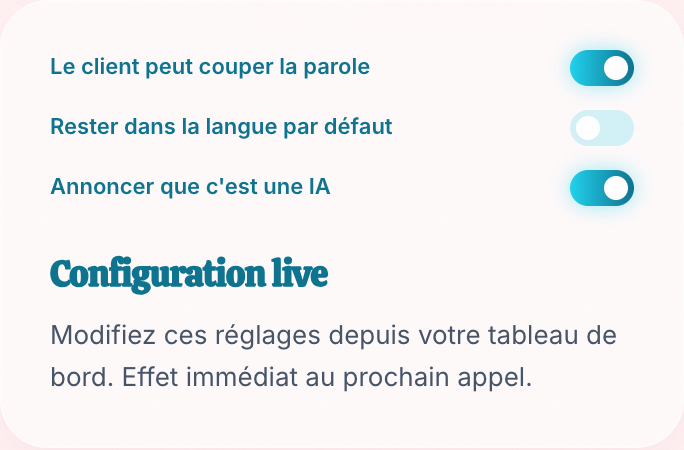 Le client peut couper la parole
Rester dans la langue par défaut
Annoncer que c'est une IA
Configuration live
Modifiez ces réglages depuis votre tableau de
bord. Effet immédiat au prochain appel.